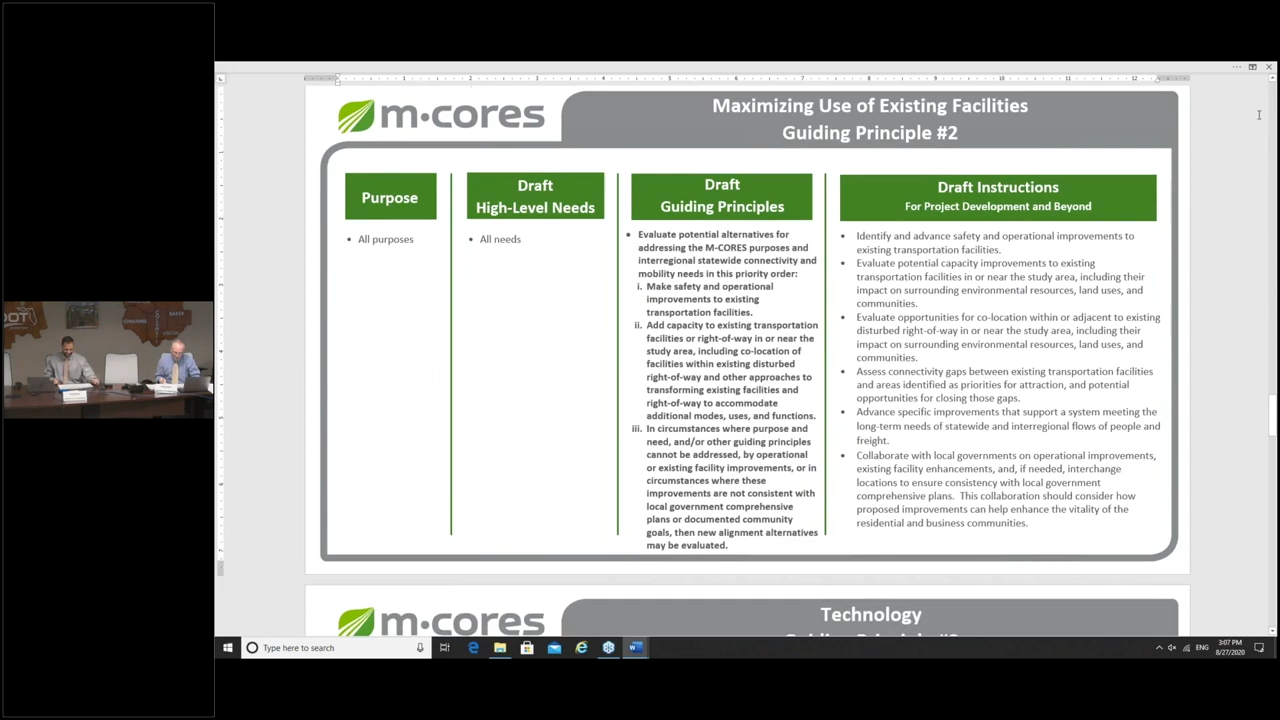 m·cores
Maximizing Use of Existing Facilities
Guiding Principle #2
Purpose
• All purposes
Draft
High-Level Needs
• All needs
Draft
Guiding Principles
• Evaluate potential alternatives for
addressing the M-CORES purposes and
interregional statewide connectivity and
mobility needs in this priority order:
i. Make safety and operational
improvements to existing
transportation facilities.
ii. Add capacity to existing transportation
facilities or right-of-way in or near the
study area, including co-location of
facilities within existing disturbed
right-of-way and other approaches to
transforming existing facilities and
right-of-way to accommodate
additional modes, uses, and functions.
iii. In circumstances where purpose and
need, and/or other guiding principles
cannot be addressed, by operational
or existing facility improvements, or in
circumstances where these
improvements are not consistent with
local government comprehensive
plans or documented community
goals, then new alignment alternatives
may be evaluated.
Draft Instructions
For Project Development and Beyond
• Identify and advance safety and operational improvements to
existing transportation facilities.
• Evaluate potential capacity improvements to existing
transportation facilities in or near the study area, including their
impact on surrounding environmental resources, land uses, and
communities.
• Evaluate opportunities for co-location within or adjacent to existing
disturbed right-of-way in or near the study area, including their
impact on surrounding environmental resources, land uses, and
communities.
• Assess connectivity gaps between existing transportation facilities
and areas identified as priorities for attraction, and potential
opportunities for closing those gaps.
• Advance specific improvements that support a system meeting the
long-term needs of statewide and interregional flows of people and
freight.
• Collaborate with local governments on operational improvements,
existing facility enhancements, and, if needed, interchange
locations to ensure consistency with local government
comprehensive plans. This collaboration should consider how
proposed improvements can help enhance the vitality of the
residential and business communities.
m·cores
Technology
Type here to search
ENG
3:07 PM
8/27/2020